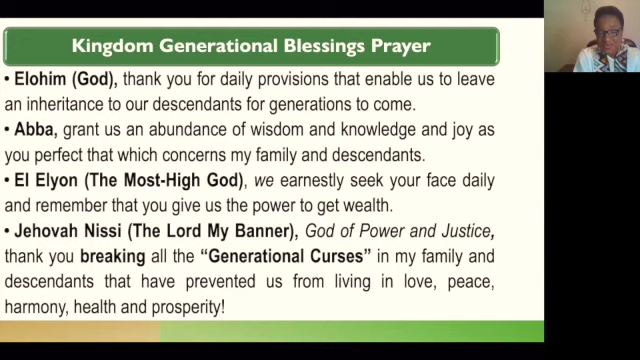 Kingdom Generational Blessings Prayer
• Elohim (God), thank you for daily provisions that enable us to leave
an inheritance to our descendants for generations to come.
• Abba, grant us an abundance of wisdom and knowledge and joy as
you perfect that which concerns my family and descendants.
• El Elyon (The Most-High God), we earnestly seek your face daily
and remember that you give us the power to get wealth.
• Jehovah Nissi (The Lord My Banner), God of Power and Justice,
thank you breaking all the “Generational Curses” in my family and
descendants that have prevented us from living in love, peace,
harmony, health and prosperity!